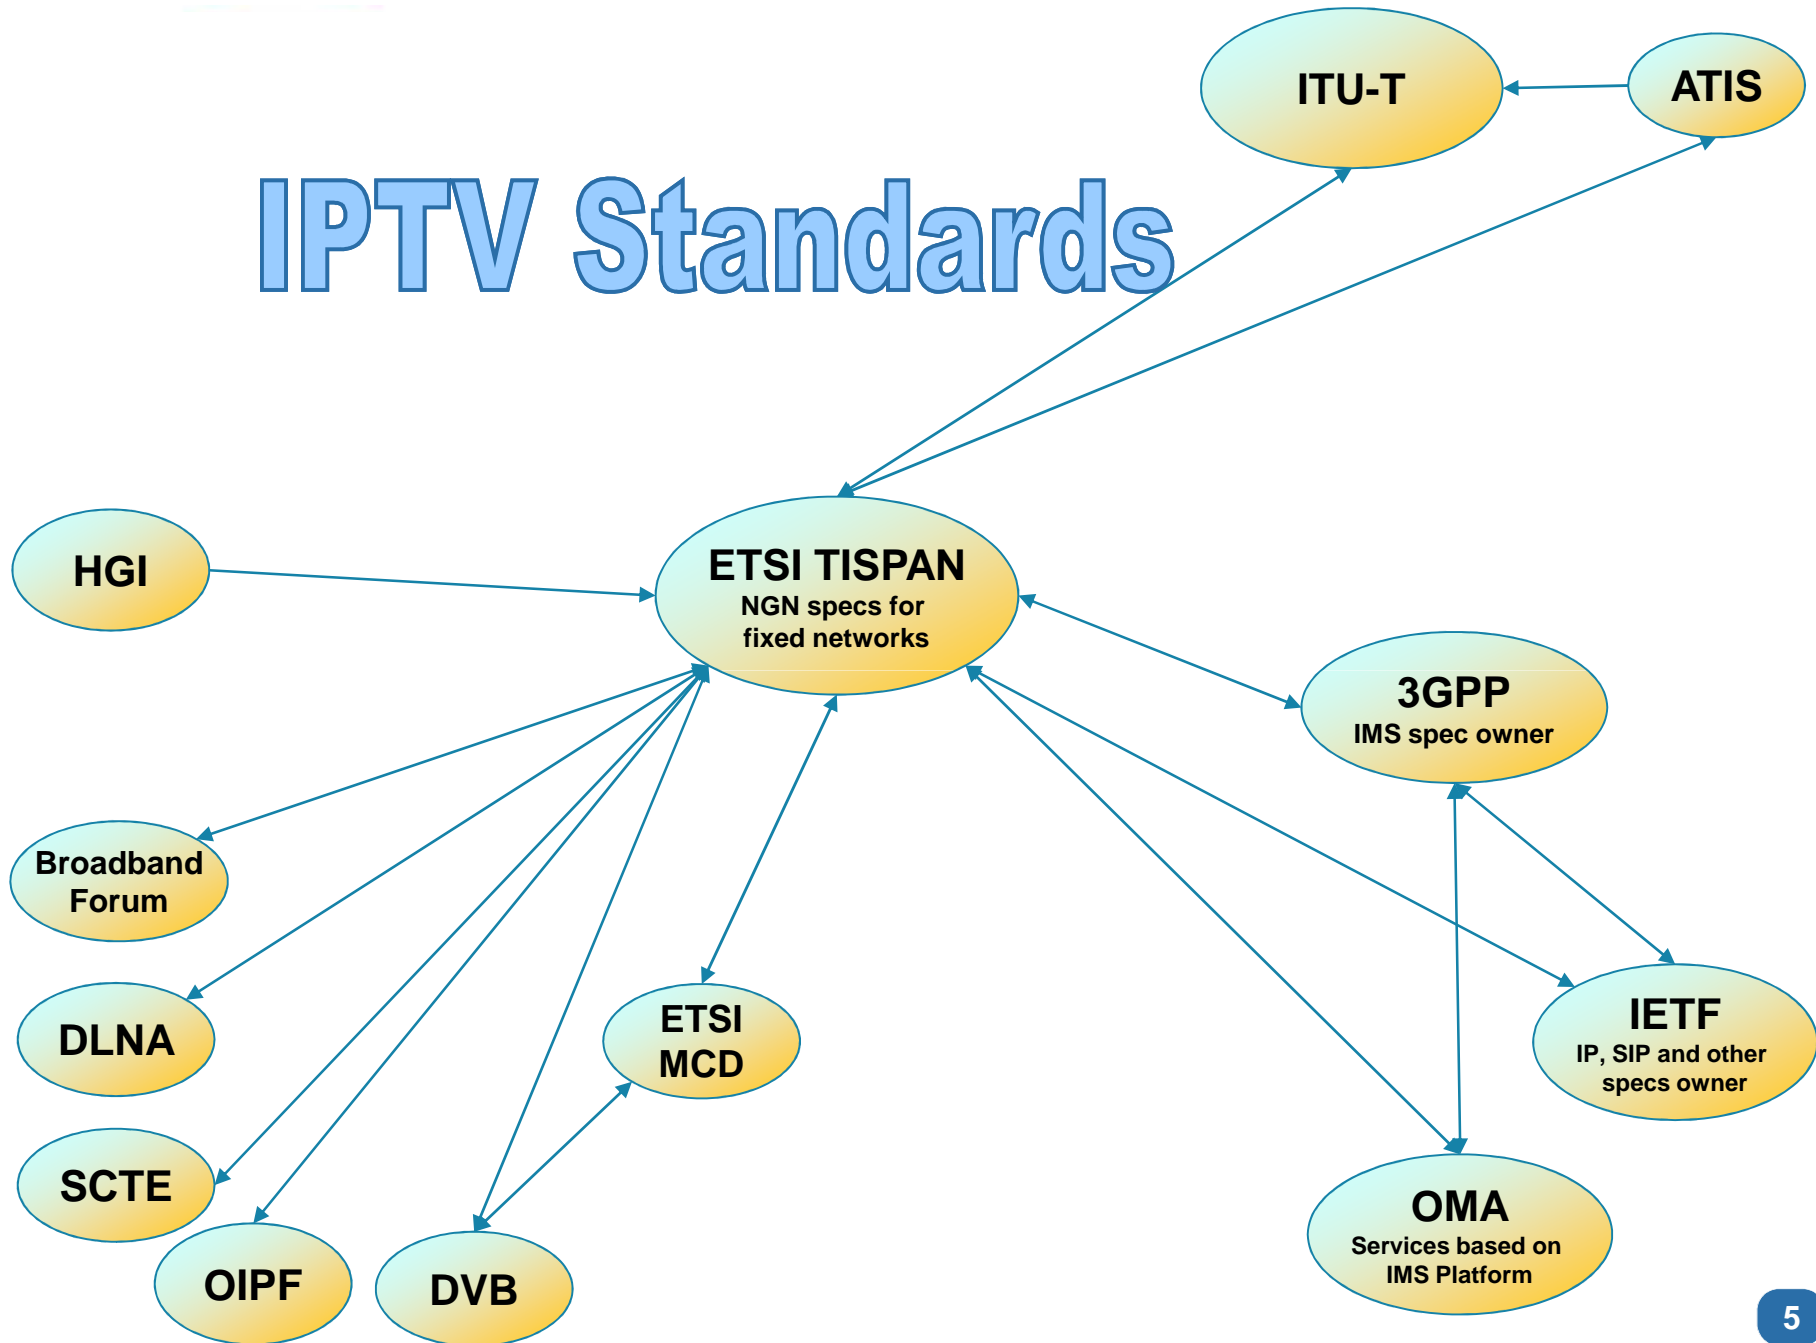 ITU-T
ATIS
IPTV Standards
HGI
ETSI TISPAN
NGN specs for
fixed networks
3GPP
IMS spec owner
Broadband
Forum
DLNA
ETSI
MCD
IETF
IP, SIP and other
specs owner
SCTE
OIPF
DVB
OMA
Services based on
IMS Platform
5